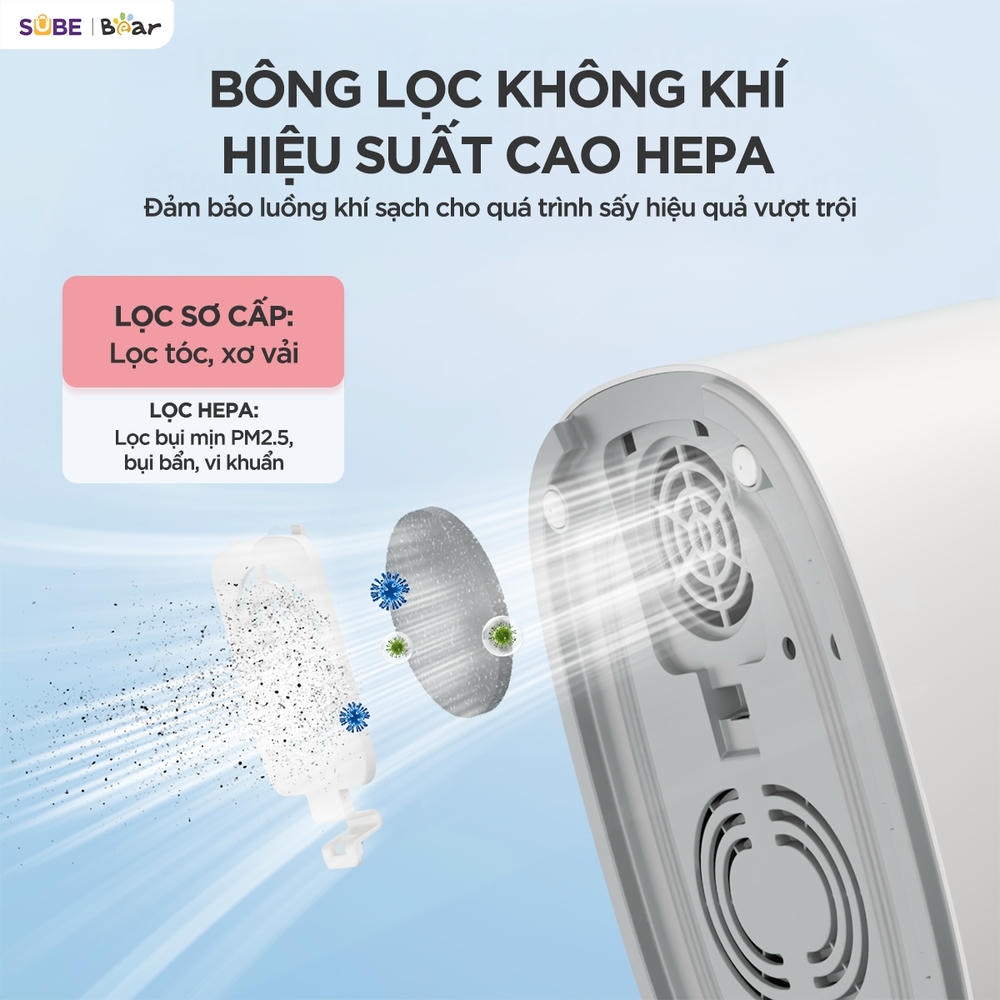 SUBE | Bear
BÔNG LỌC KHÔNG KHÍ
HIỆU SUẤT CAO HEPA
Đảm bảo luồng khí sạch cho quá trình sấy hiệu quả vượt trội
LỌC SƠ CẤP:
Lọc tóc, xơ vải
LỌC HEPA:
Lọc bụi mịn PM2.5,
bụi bẩn, vi khuẩn